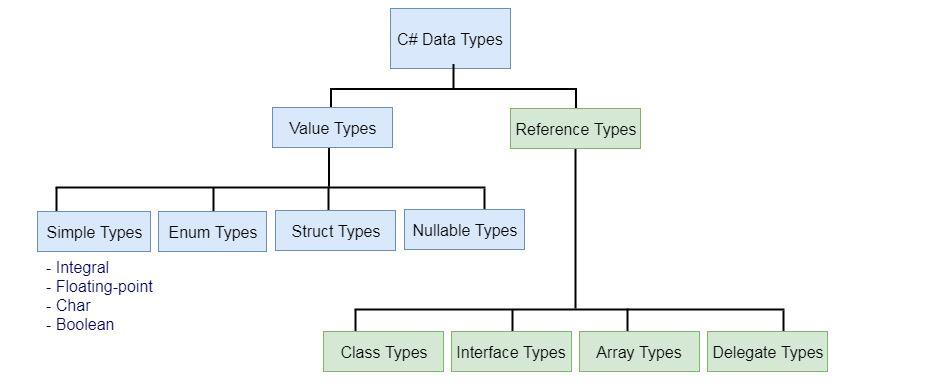 C# Data Types
Value Types
Reference Types
Simple Types
Enum Types
Struct Types
Nullable Types
- Integral
- Floating-point
- Char
- Boolean
Class Types
Interface Types
Array Types
Delegate Types